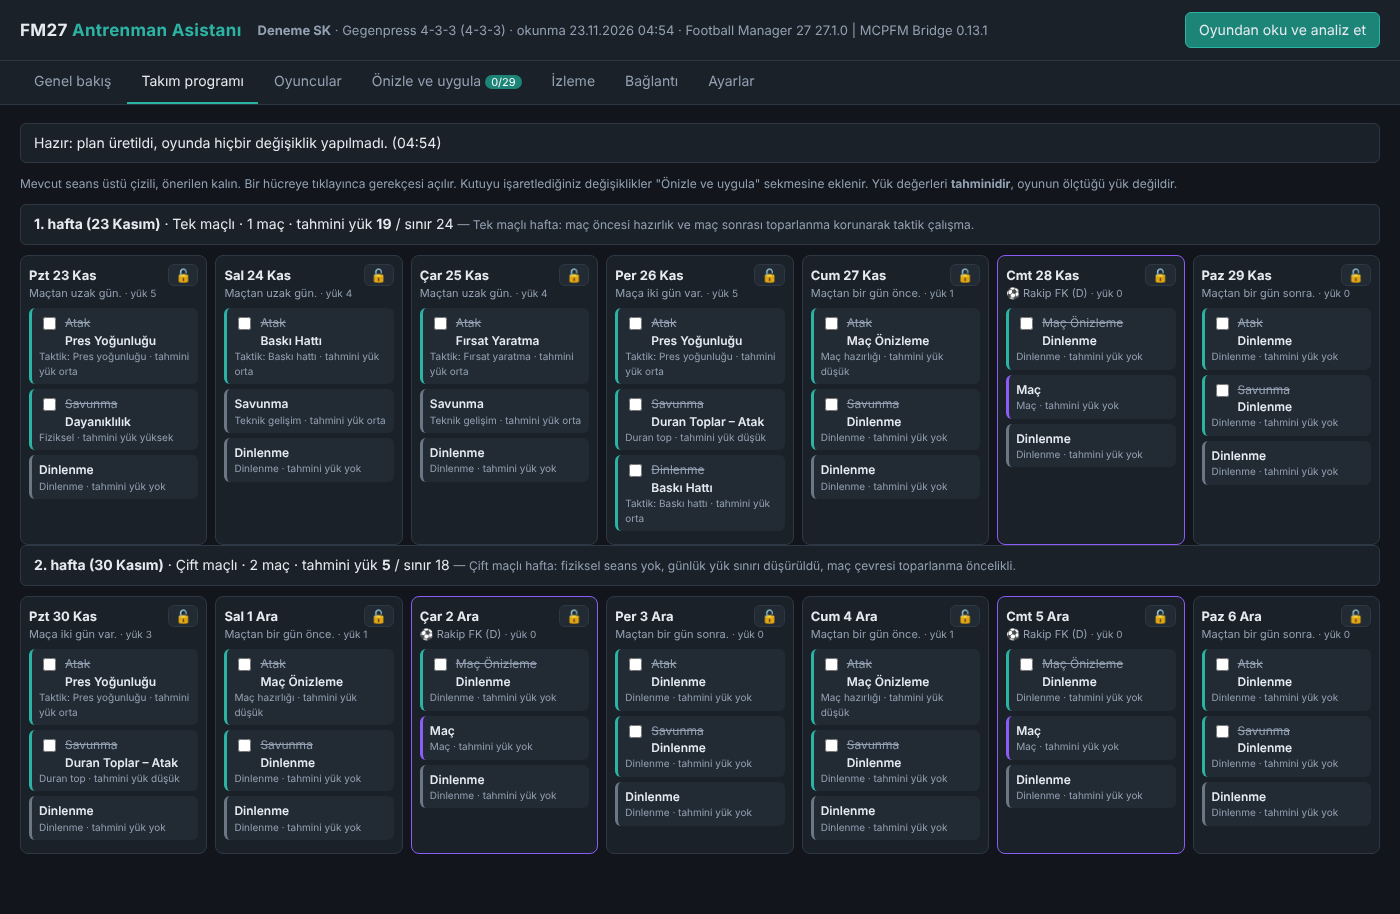 FM27 Antrenman Asistanı
Deneme SK · Gegenpress 4-3-3 (4-3-3) · okunma 23.11.2026 04:54 · Football Manager 27 27.1.0 | MCPFM Bridge 0.13.1
Oyundan oku ve analiz et
Genel bakış
Takım programı
Oyuncular
Önizle ve uygula 0/29
İzleme
Bağlantı
Ayarlar
Hazır: plan üretildi, oyunda hiçbir değişiklik yapılmadı. (04:54)
Mevcut seans üstü çizili, önerilen kalın. Bir hücreye tıklayınca gerekçesi açılır. Kutuyu işaretlediğiniz değişiklikler "Önizle ve uygula" sekmesine eklenir. Yük değerleri tahminidir, oyunun ölçtüğü yük değildir.
1. hafta (23 Kasım) · Tek maçlı · 1 maç · tahmini yük 19 / sınır 24 — Tek maçlı hafta: maç öncesi hazırlık ve maç sonrası toparlanma korunarak taktik çalışma.
Pzt 23 Kas
Maçtan uzak gün. · yük 5
Atak
Pres Yoğunluğu
Taktik: Pres yoğunluğu · tahmini
yük orta
Savunma
Dayanıklılık
Fiziksel · tahmini yük yüksek
Dinlenme
Dinlenme · tahmini yük yok
Sal 24 Kas
Maçtan uzak gün. · yük 4
Atak
Baskı Hattı
Taktik: Baskı hattı · tahmini yük
orta
Savunma
Teknik gelişim · tahmini yük orta
Dinlenme
Dinlenme · tahmini yük yok
Çar 25 Kas
Maçtan uzak gün. · yük 4
Atak
Fırsat Yaratma
Taktik: Fırsat yaratma · tahmini
yük orta
Savunma
Teknik gelişim · tahmini yük orta
Dinlenme
Dinlenme · tahmini yük yok
Per 26 Kas
Maça iki gün var. · yük 5
Atak
Pres Yoğunluğu
Taktik: Pres yoğunluğu · tahmini
yük orta
Savunma
Duran Toplar – Atak
Duran top · tahmini yük düşük
Dinlenme
Baskı Hattı
Taktik: Baskı hattı · tahmini yük
orta
Cum 27 Kas
Maçtan bir gün önce. · yük 1
Atak
Maç Önizleme
Maç hazırlığı · tahmini yük
düşük
Savunma
Dinlenme
Dinlenme · tahmini yük yok
Dinlenme
Dinlenme · tahmini yük yok
Cmt 28 Kas
Rakip FK (D) · yük 0
Maç Önizleme
Dinlenme
Dinlenme · tahmini yük yok
Maç
Maç · tahmini yük yok
Dinlenme
Dinlenme · tahmini yük yok
Paz 29 Kas
Maçtan bir gün sonra. · yük 0
Atak
Dinlenme
Dinlenme · tahmini yük yok
Savunma
Dinlenme
Dinlenme · tahmini yük yok
Dinlenme
Dinlenme · tahmini yük yok
2. hafta (30 Kasım) · Çift maçlı · 2 maç · tahmini yük 5 / sınır 18 — Çift maçlı hafta: fiziksel seans yok, günlük yük sınırı düşürüldü, maç çevresi toparlanma öncelikli.
Pzt 30 Kas
Maça iki gün var. · yük 3
Atak
Pres Yoğunluğu
Taktik: Pres yoğunluğu · tahmini
yük orta
Savunma
Duran Toplar – Atak
Duran top · tahmini yük düşük
Dinlenme
Dinlenme · tahmini yük yok
Sal 1 Ara
Maçtan bir gün önce. · yük 1
Atak
Maç Önizleme
Maç hazırlığı · tahmini yük
düşük
Savunma
Dinlenme
Dinlenme · tahmini yük yok
Dinlenme
Dinlenme · tahmini yük yok
Çar 2 Ara
Rakip FK (D) · yük 0
Maç Önizleme
Dinlenme
Dinlenme · tahmini yük yok
Maç
Maç · tahmini yük yok
Dinlenme
Dinlenme · tahmini yük yok
Per 3 Ara
Maçtan bir gün sonra. · yük 0
Atak
Dinlenme
Dinlenme · tahmini yük yok
Savunma
Dinlenme
Dinlenme · tahmini yük yok
Dinlenme
Dinlenme · tahmini yük yok
Cum 4 Ara
Maçtan bir gün önce. · yük 1
Atak
Maç Önizleme
Maç hazırlığı · tahmini yük
düşük
Savunma
Dinlenme
Dinlenme · tahmini yük yok
Dinlenme
Dinlenme · tahmini yük yok
Cmt 5 Ara
Rakip FK (D) · yük 0
Maç Önizleme
Dinlenme
Dinlenme · tahmini yük yok
Maç
Maç · tahmini yük yok
Dinlenme
Dinlenme · tahmini yük yok
Paz 6 Ara
Maçtan bir gün sonra. · yük 0
Atak
Dinlenme
Dinlenme · tahmini yük yok
Savunma
Dinlenme
Dinlenme · tahmini yük yok
Dinlenme
Dinlenme · tahmini yük yok